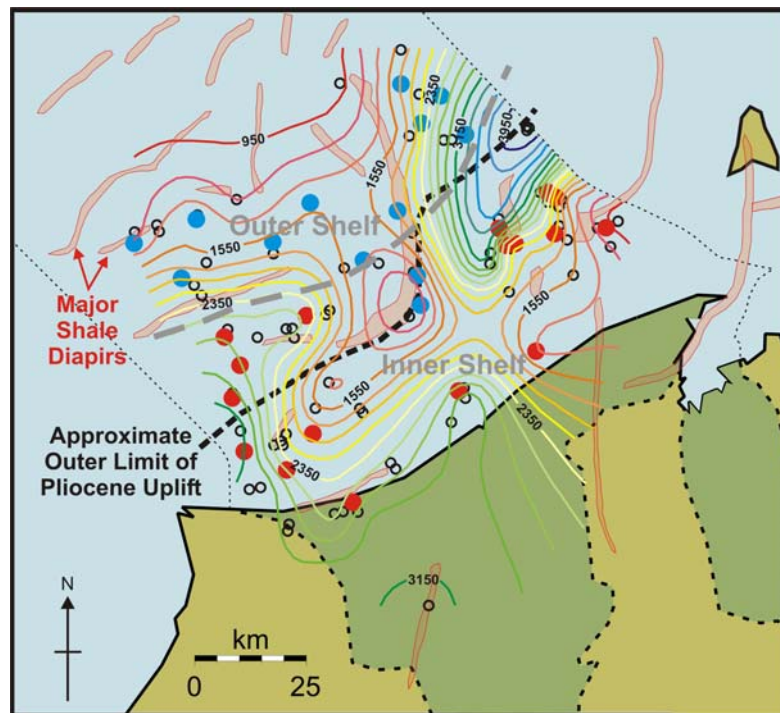 2350
3150
3950
950
1550
Outer Shelf
1550
1550
2350
Major
Shale
Diapirs
Inner Shelf
1550
2350
Approximate
Outer Limit of
Pliocene Uplift
2350
3150
N
km
0 25